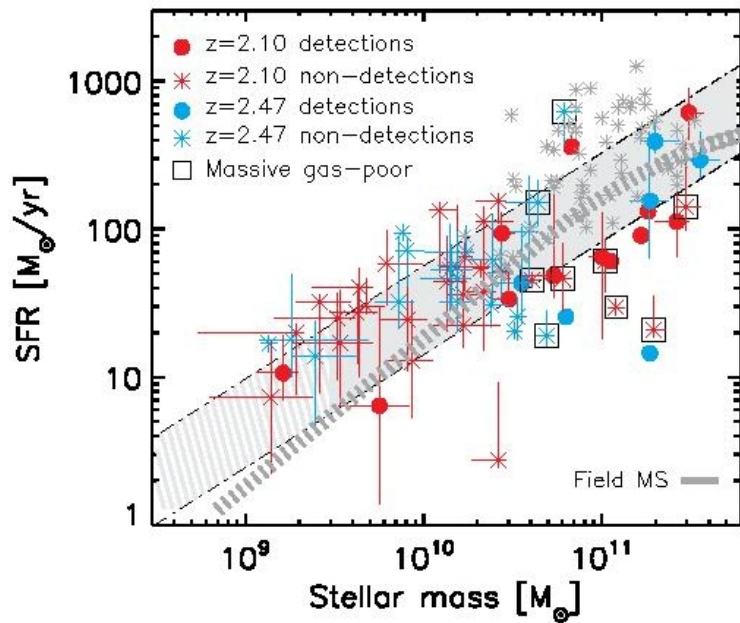 z=2.10 detections
z=2.10 non-detections
z=2.47 detections
z=2.47 non-detections
Massive gas-poor
1000
100
10
1
SFR [M⊙/yr]
Field MS
10⁹ 10¹⁰ 10¹¹
Stellar mass [M⊙]